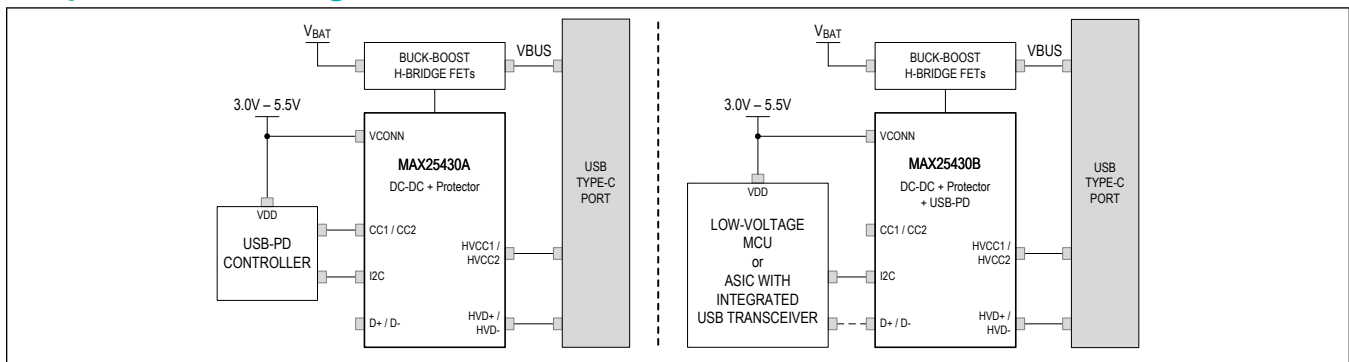 VBAT
BUCK-BOOST
H-BRIDGE FETs
VBUS
3.0V – 5.5V
VCONN
MAX25430A
DC-DC + Protector
USB
TYPE-C
PORT
VDD
USB-PD
CONTROLLER
CC1 / CC2
I2C
D+ / D-
HVCC1 /
HVCC2
HVD+ /
HVD-
VBAT
BUCK-BOOST
H-BRIDGE FETs
VBUS
3.0V – 5.5V
VCONN
MAX25430B
DC-DC + Protector
+ USB-PD
USB
TYPE-C
PORT
VDD
LOW-VOLTAGE
MCU
or
ASIC WITH
INTEGRATED
USB TRANSCEIVER
CC1 / CC2
I2C
D+ / D-
HVCC1 /
HVCC2
HVD+ /
HVD-